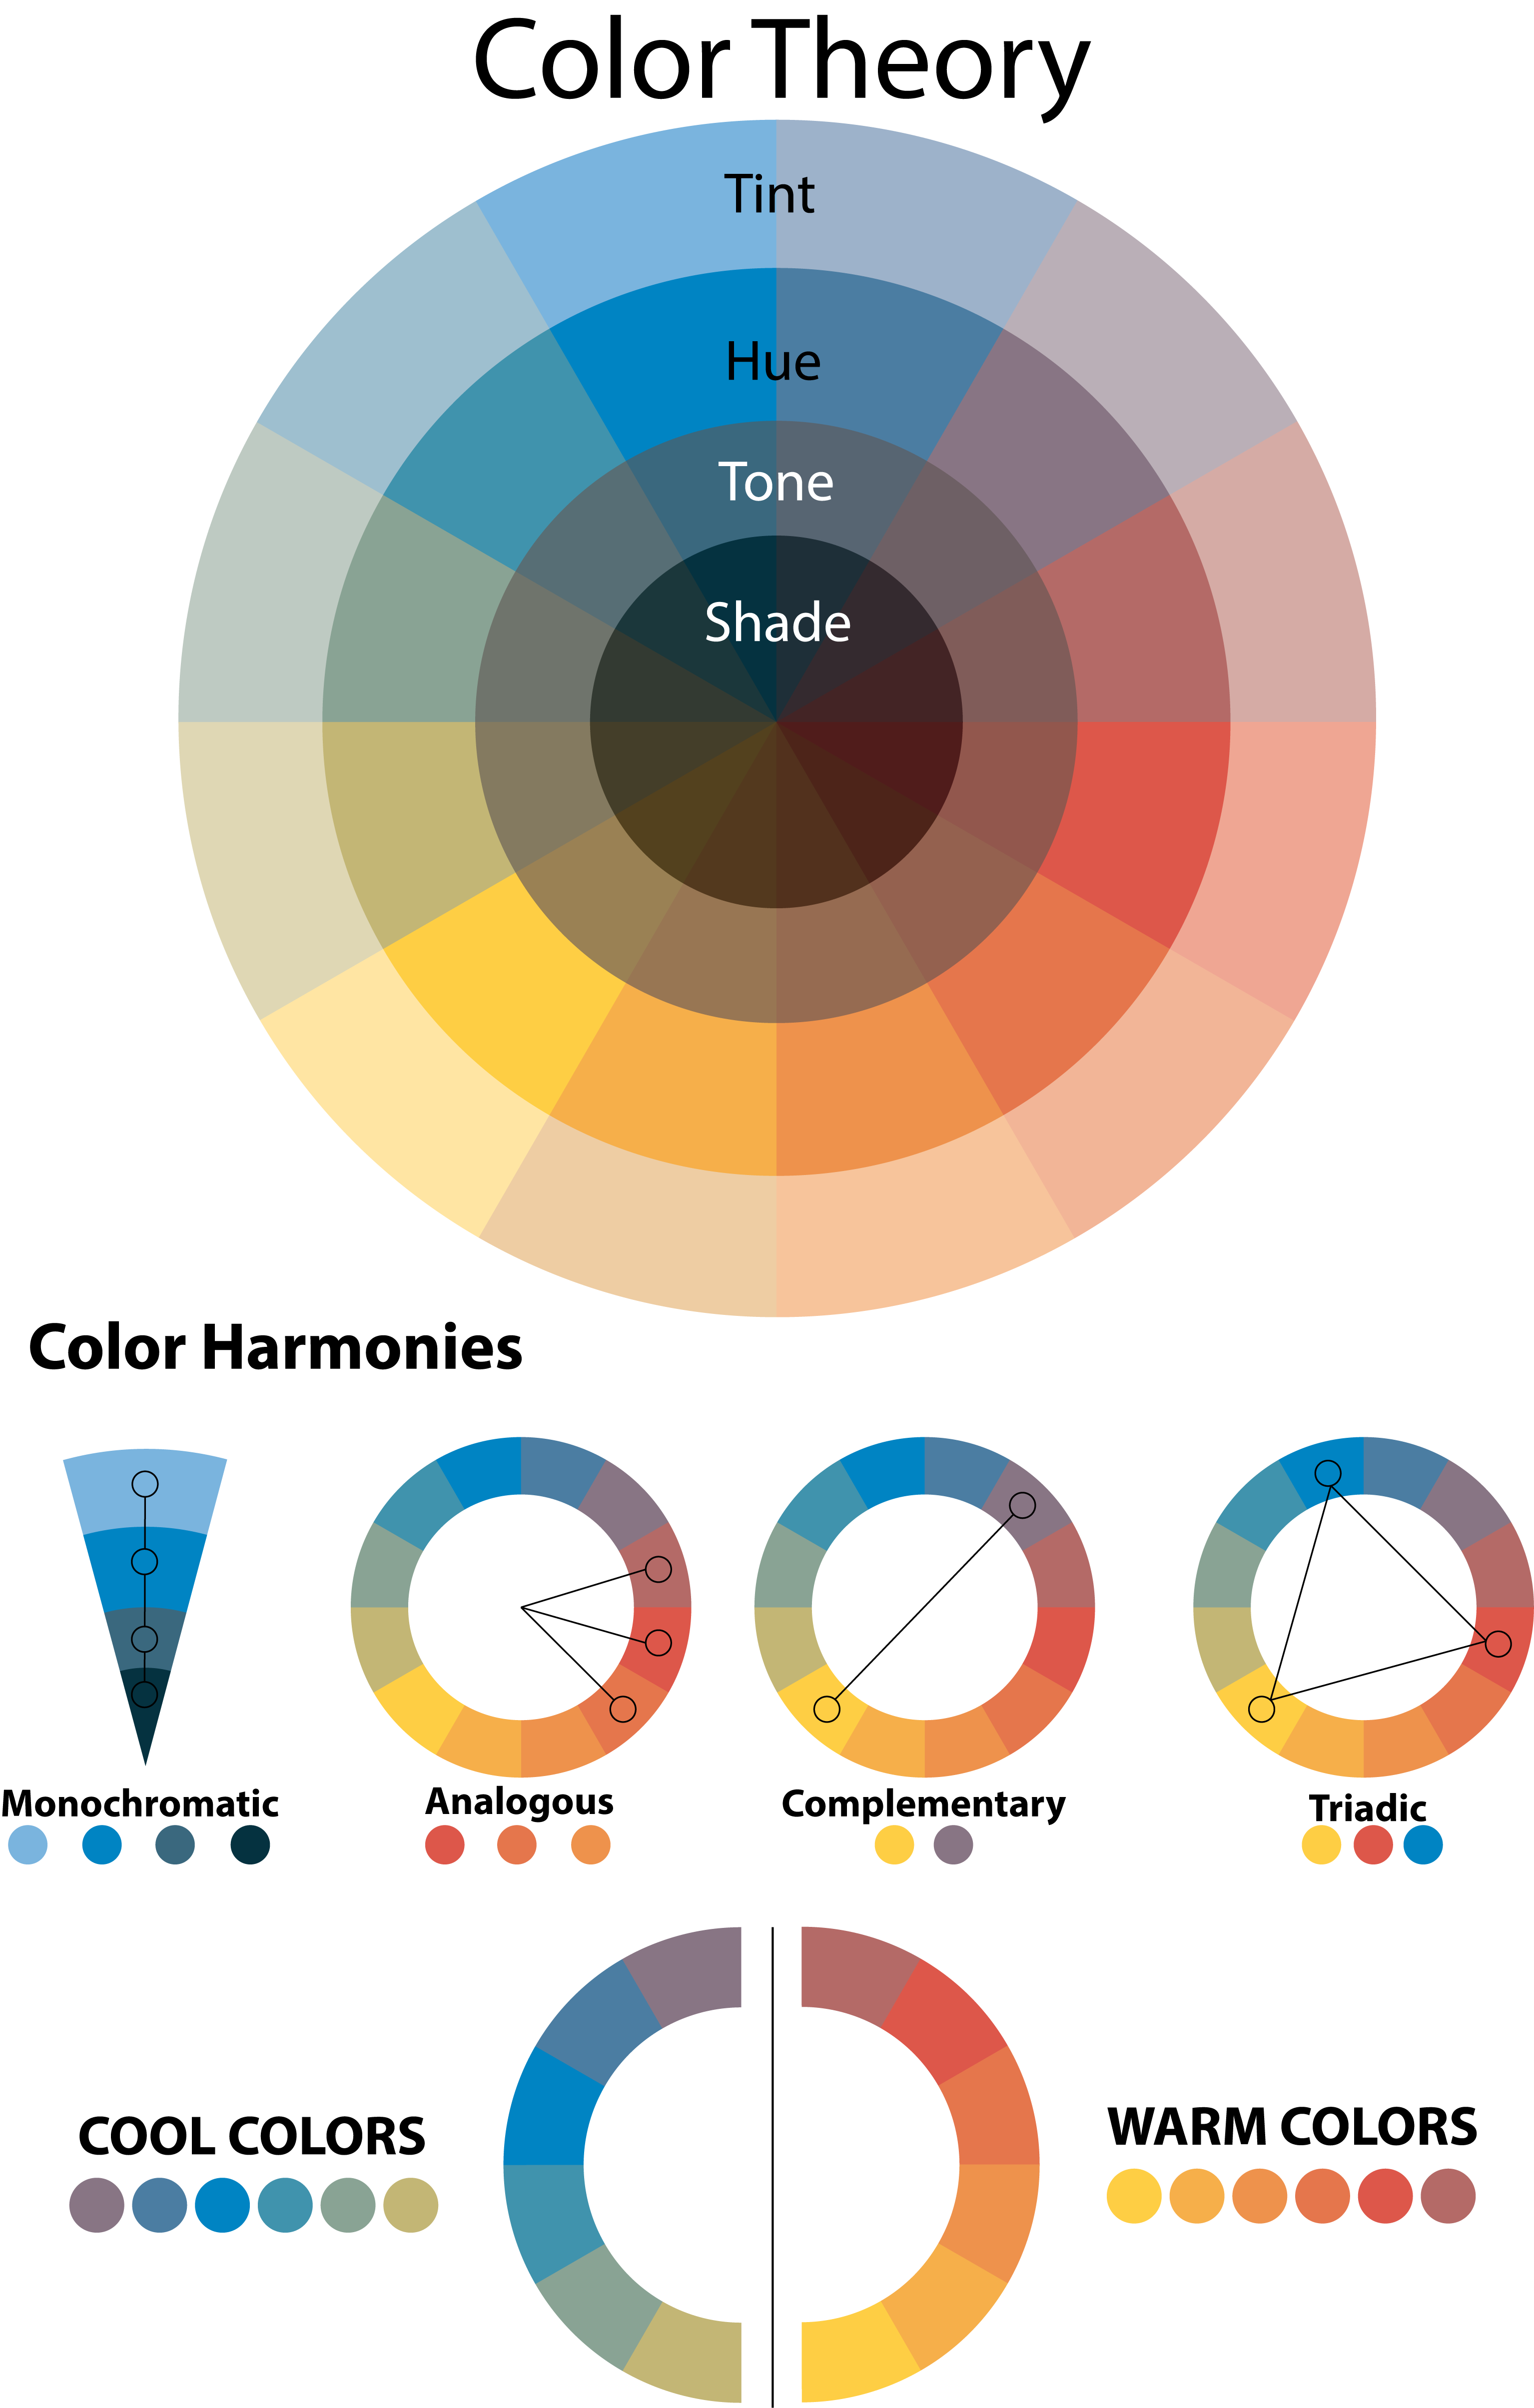 Color Theory
Tint
Hue
Tone
Shade
Color Harmonies
Monochromatic
Analogous
Complementary
Triadic
COOL COLORS
WARM COLORS